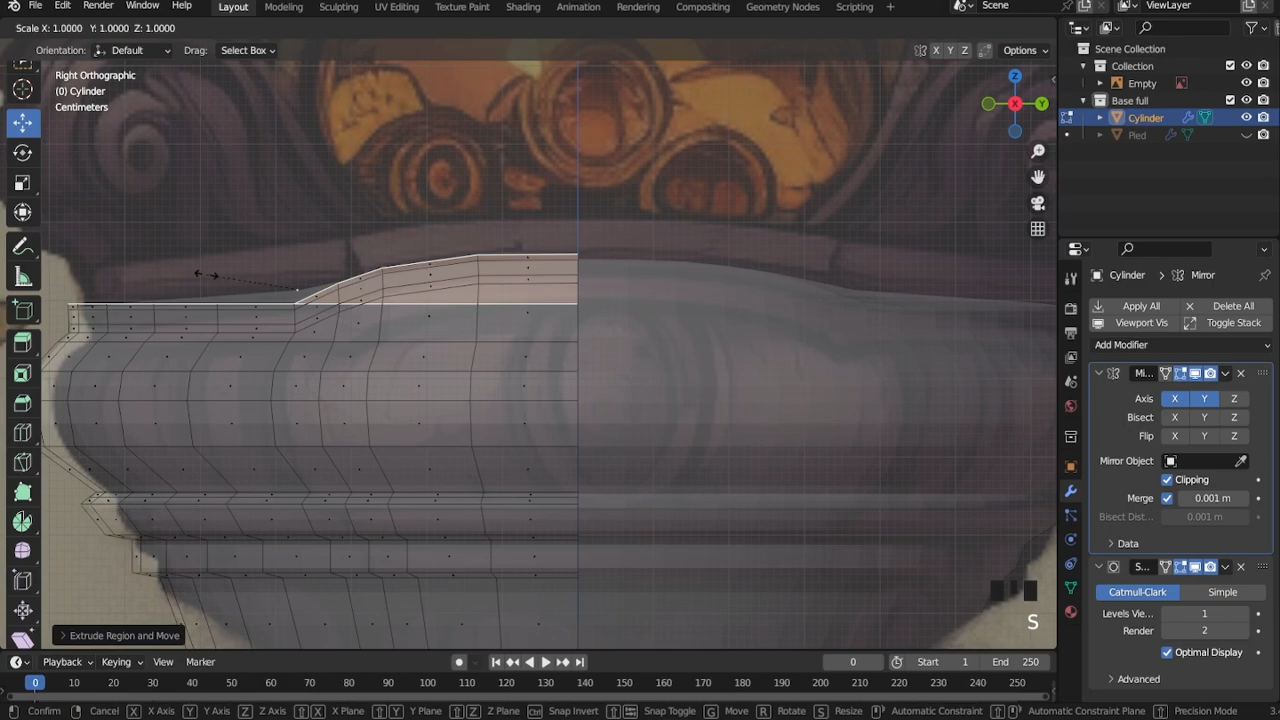 File Edit Render Window Help Layout Modeling Sculpting UV Editing Texture Paint Shading Animation Rendering Compositing Geometry Nodes Scripting + Scene ViewLayer
Scale X: 1.0000 Y: 1.0000 Z: 1.0000
Orientation: Default Drag: Select Box X Y Z Options
Right Orthographic
(0) Cylinder
Centimeters
Z
X
Y
Scene Collection
Collection
Empty
Base full
Cylinder
Pied
Cylinder > Mirror
Apply All Delete All
Viewport Vis Toggle Stack
Add Modifier
Mi...
Axis X Y Z
Bisect X Y Z
Flip X Y Z
Mirror Object
Clipping
Merge 0.001 m
Bisect Dist... 0.001 m
Data
S...
Catmull-Clark Simple
Levels Vie... 1
Render 2
Optimal Display
Advanced
S
Extrude Region and Move
Playback Keying View Marker 0 Start 1 End 250
0 10 20 30 40 50 60 70 80 90 100 110 120 130 140 150 160 170 180 190 200 210 220 230 240 250
Confirm Cancel X X Axis Y Y Axis Z Z Axis X X Plane Y Y Plane Z Z Plane Ctrl Snap Invert Snap Toggle G Move R Rotate S Resize Automatic Constraint Automatic Constraint Plane Precision Mode 3